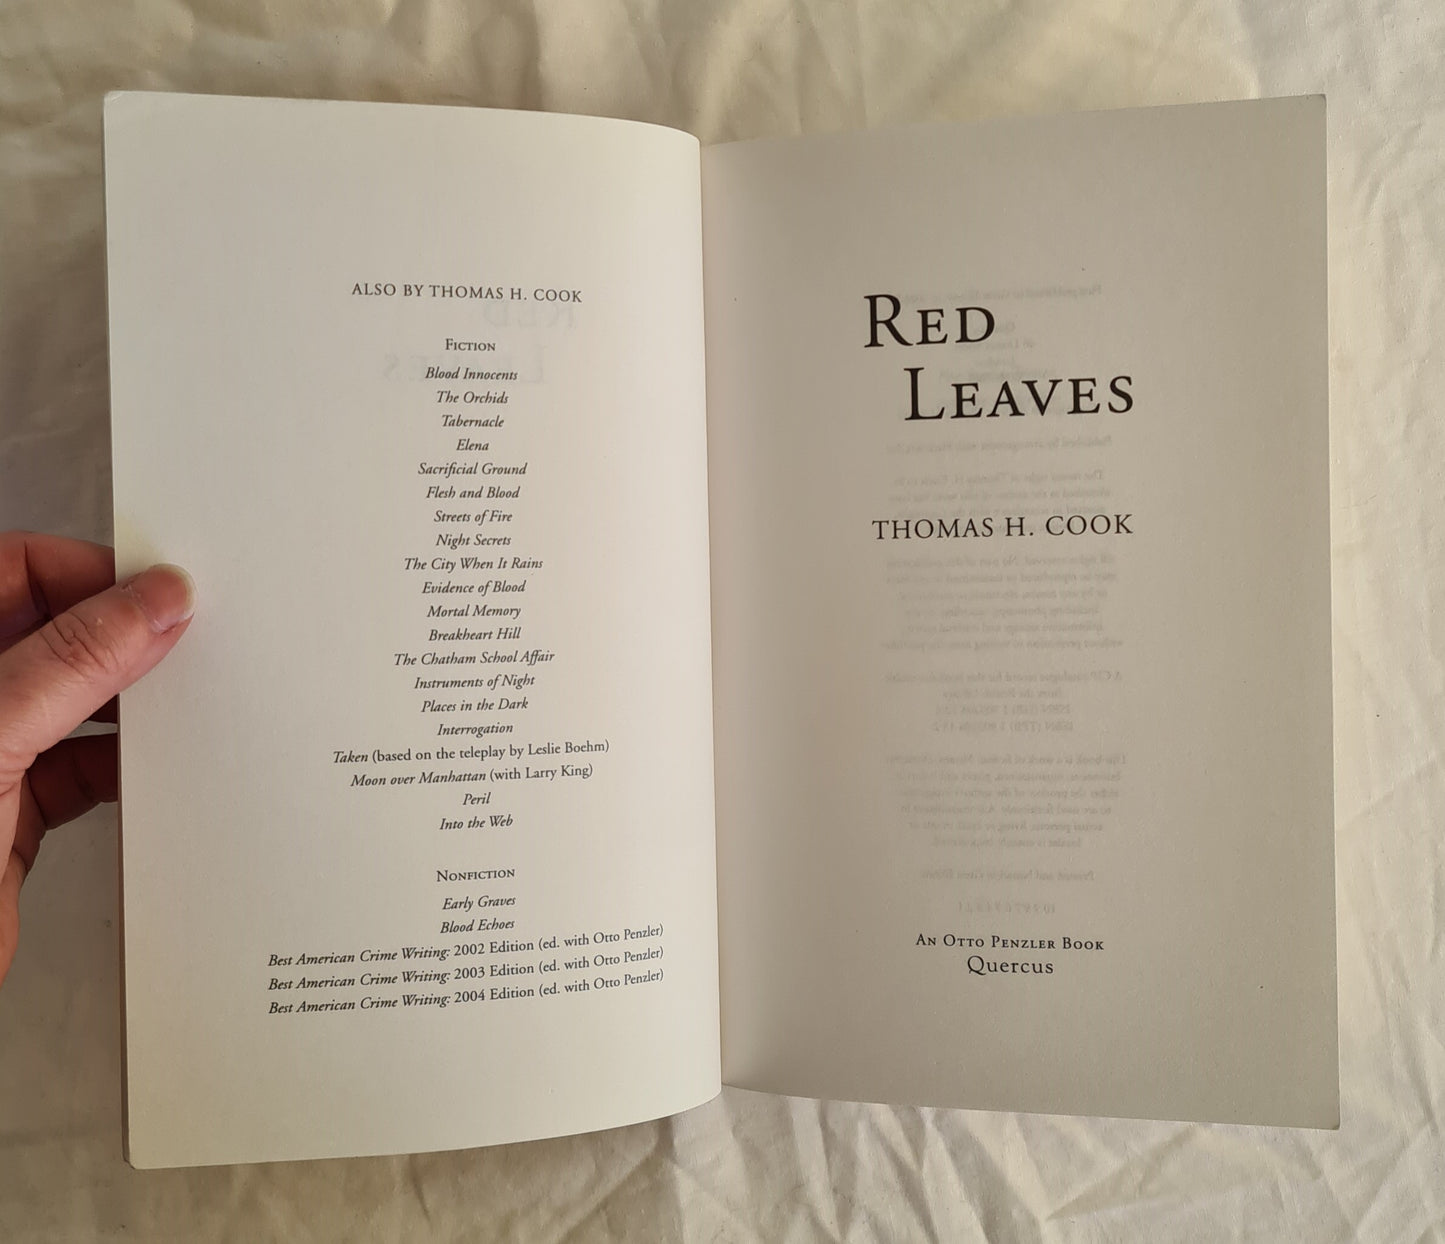 ALSO BY THOMAS H. COOK
FICTION
Blood Innocents
The Orchids
Tabernacle
Elena
Sacrificial Ground
Flesh and Blood
Streets of Fire
Night Secrets
The City When It Rains
Evidence of Blood
Mortal Memory
Breakheart Hill
The Chatham School Affair
Instruments of Night
Places in the Dark
Interrogation
Taken (based on the teleplay by Leslie Boehm)
Moon over Manhattan (with Larry King)
Peril
Into the Web
NONFICTION
Early Graves
Blood Echoes
Best American Crime Writing: 2002 Edition (ed. with Otto Penzler)
Best American Crime Writing: 2003 Edition (ed. with Otto Penzler)
Best American Crime Writing: 2004 Edition (ed. with Otto Penzler)
RED
LEAVES
THOMAS H. COOK
AN OTTO PENZLER BOOK
Quercus